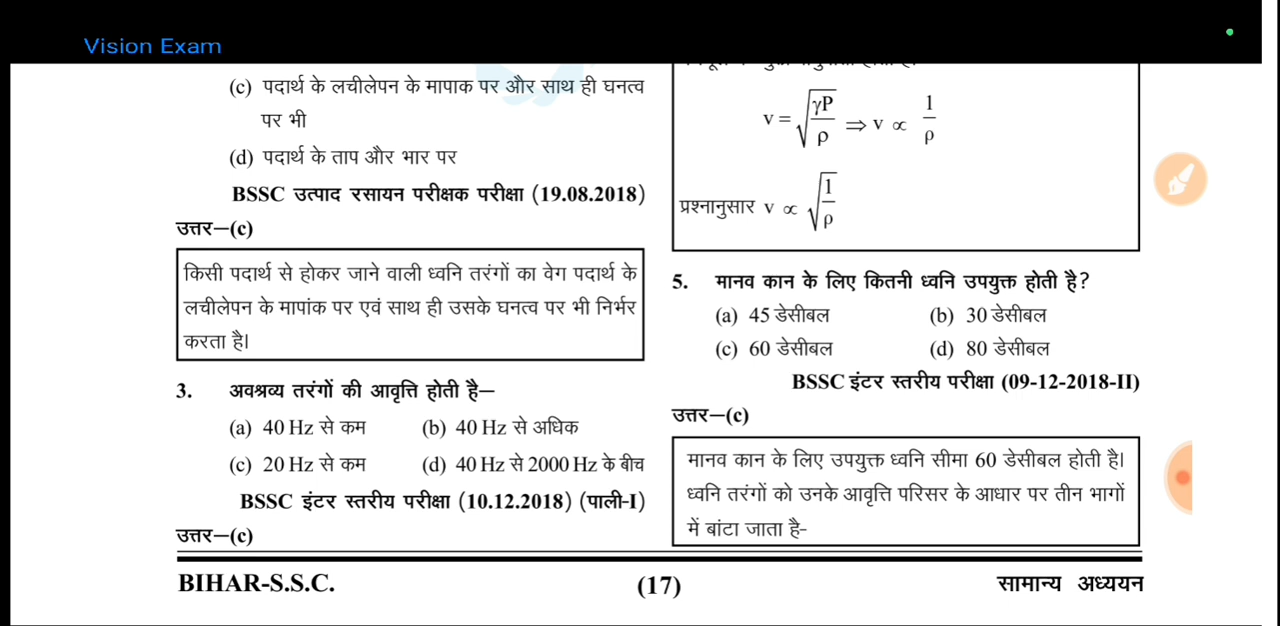 Vision Exam
(c) पदार्थ के लचीलेपन के मापाक पर और साथ ही घनत्व
पर भी
(d) पदार्थ के ताप और भार पर
BSSC उत्पाद रसायन परीक्षक परीक्षा (19.08.2018)
उत्तर–(c)
किसी पदार्थ से होकर जाने वाली ध्वनि तरंगों का वेग पदार्थ के
लचीलेपन के मापांक पर एवं साथ ही उसके घनत्व पर भी निर्भर
करता है।
3. अवश्रव्य तरंगों की आवृत्ति होती है–
(a) 40 Hz से कम (b) 40 Hz से अधिक
(c) 20 Hz से कम (d) 40 Hz से 2000 Hz के बीच
BSSC इंटर स्तरीय परीक्षा (10.12.2018) (पाली-I)
उत्तर–(c)
v = √(γP/ρ) ⇒ v ∝ 1/ρ
प्रश्नानुसार v ∝ √(1/ρ)
5. मानव कान के लिए कितनी ध्वनि उपयुक्त होती है?
(a) 45 डेसीबल (b) 30 डेसीबल
(c) 60 डेसीबल (d) 80 डेसीबल
BSSC इंटर स्तरीय परीक्षा (09-12-2018-II)
उत्तर–(c)
मानव कान के लिए उपयुक्त ध्वनि सीमा 60 डेसीबल होती है।
ध्वनि तरंगों को उनके आवृत्ति परिसर के आधार पर तीन भागों
में बांटा जाता है-
BIHAR-S.S.C. (17) सामान्य अध्ययन